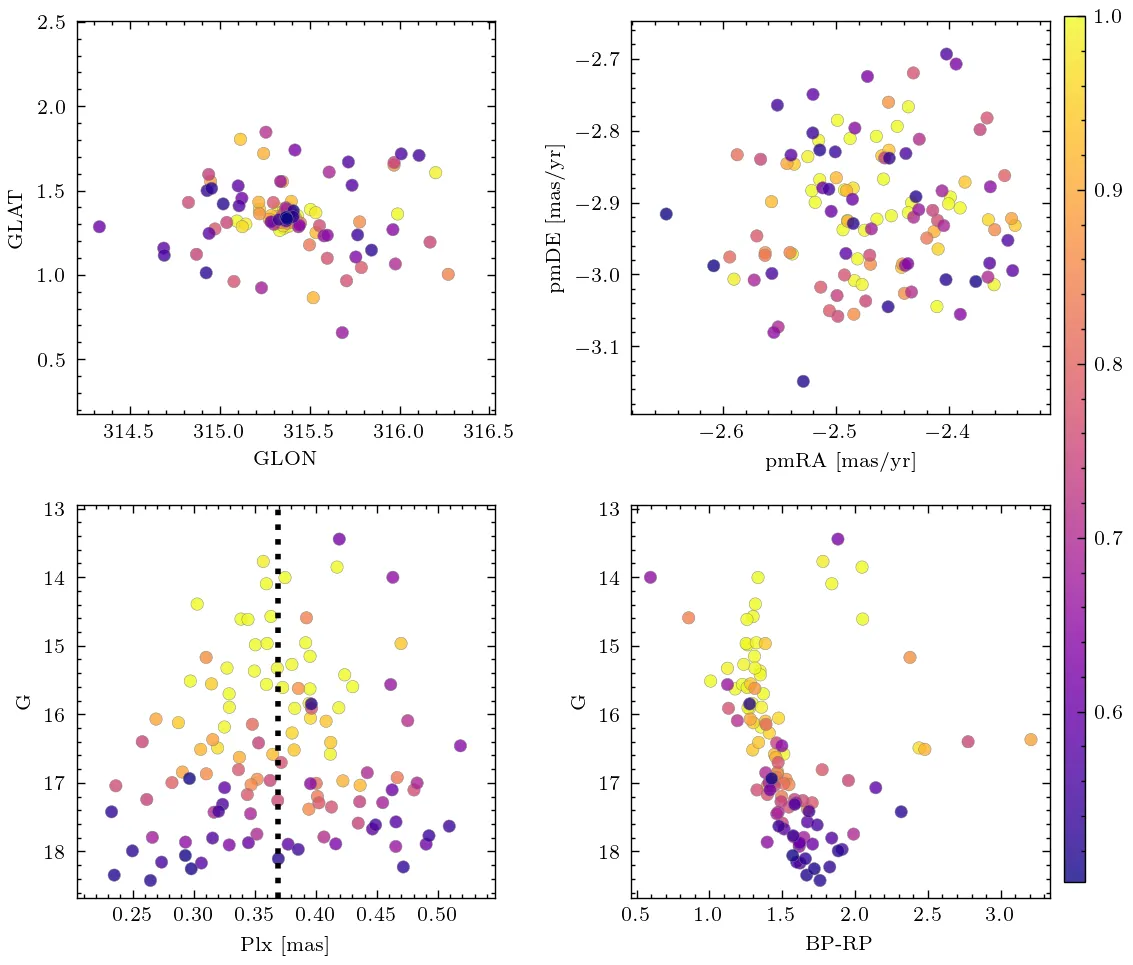 2.5
2.0
1.5
1.0
0.5
GLAT
314.5 315.0 315.5 316.0 316.5
GLON
−2.7
−2.8
−2.9
−3.0
−3.1
pmDE [mas/yr]
−2.6 −2.5 −2.4
pmRA [mas/yr]
1.0
0.9
0.8
0.7
0.6
13
14
15
16
17
18
G
0.25 0.30 0.35 0.40 0.45 0.50
Plx [mas]
13
14
15
16
17
18
G
0.5 1.0 1.5 2.0 2.5 3.0
BP-RP